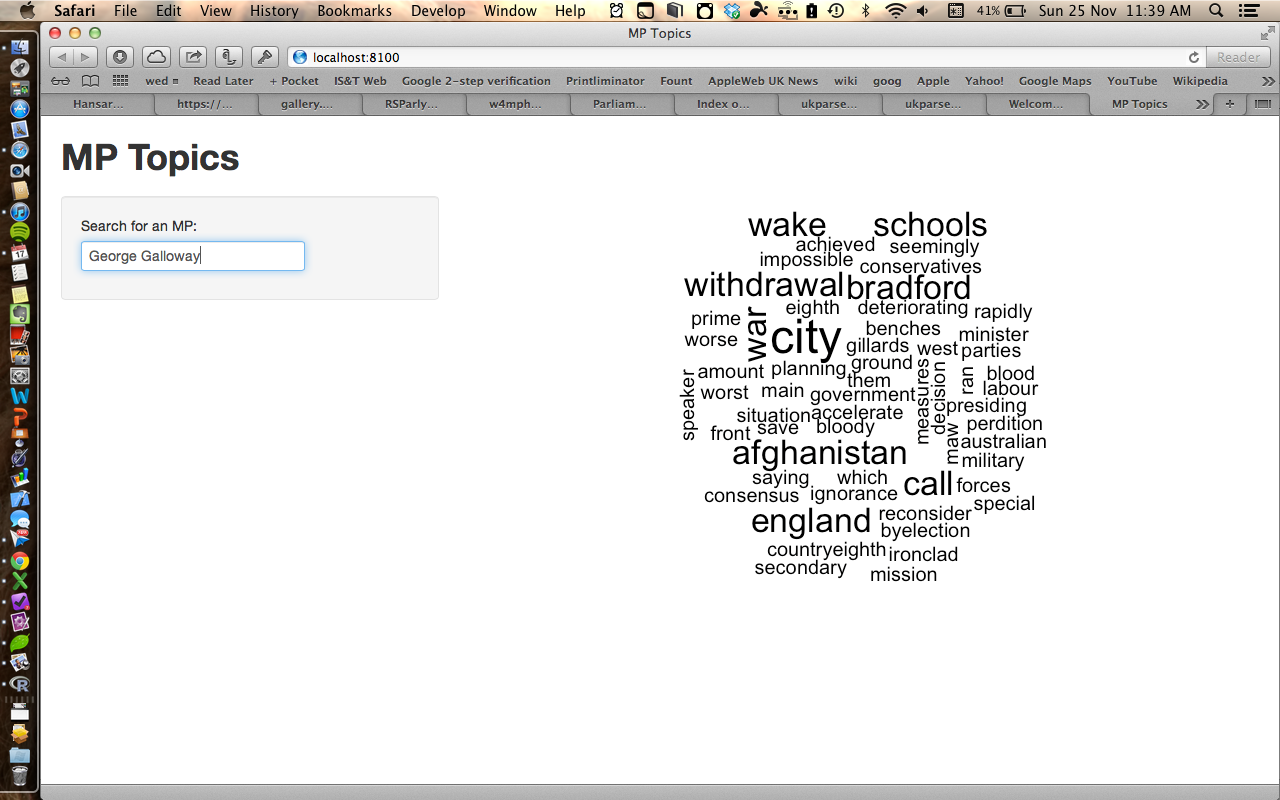 Safari File Edit View History Bookmarks Develop Window Help 41% Sun 25 Nov 11:39 AM
MP Topics
localhost:8100 Reader
wed Read Later + Pocket IS&T Web Google 2-step verification Printliminator Fount AppleWeb UK News wiki goog Apple Yahoo! Google Maps YouTube Wikipedia
Hansar... https://... gallery.... RSParly... w4mph... Parliam... Index o... ukparse... ukparse... Welcom... MP Topics
MP Topics
Search for an MP:
George Galloway
wake schools
achieved seemingly
impossible conservatives
withdrawal bradford
eighth deteriorating rapidly
prime war city benches minister
worse gillards west parties
amount planning ground ran blood
worst main them government measures decision labour
speaker situation accelerate presiding
front save bloody perdition
afghanistan maw australian
military
saying which call forces
consensus ignorance special
england reconsider
byelection
countryeighth ironclad
secondary mission